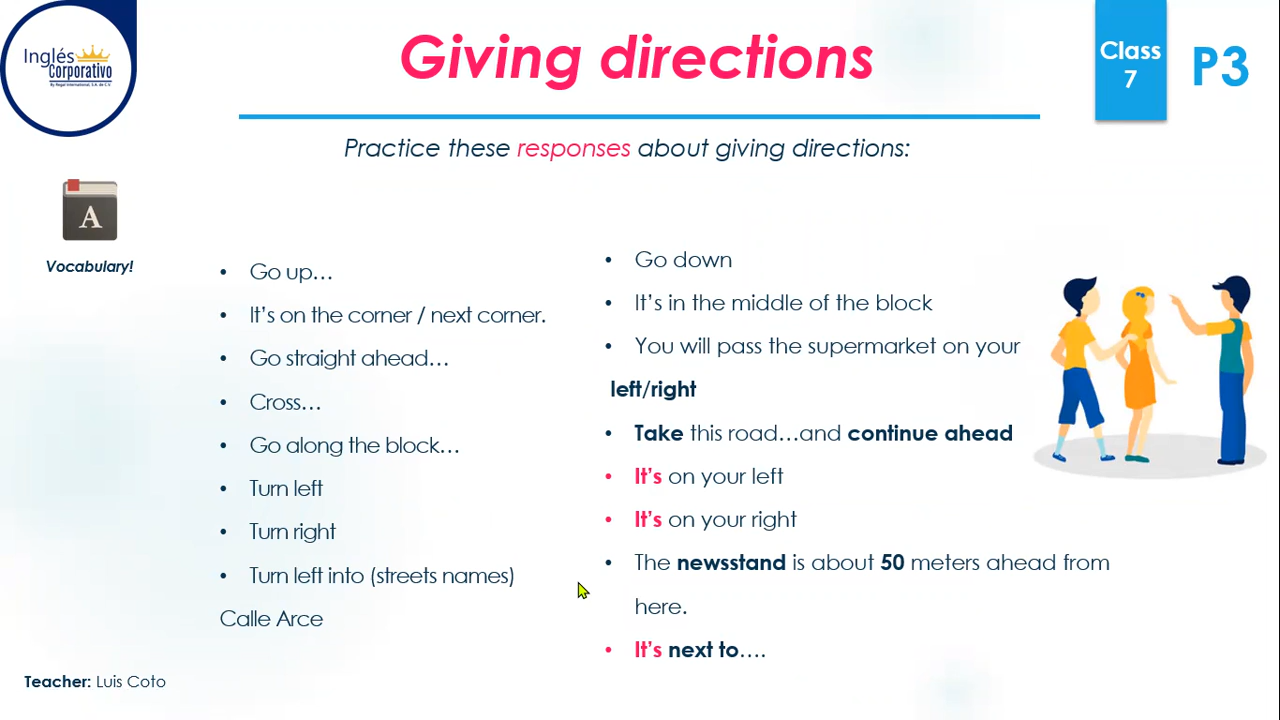 Inglés
Corporativo
By Regal International, S.A. de C.V.
Giving directions
Class
7
P3
Practice these responses about giving directions:
A
Vocabulary!
• Go up…
• It's on the corner / next corner.
• Go straight ahead…
• Cross…
• Go along the block…
• Turn left
• Turn right
• Turn left into (streets names)
Calle Arce
• Go down
• It's in the middle of the block
• You will pass the supermarket on your
left/right
• Take this road…and continue ahead
• It's on your left
• It's on your right
• The newsstand is about 50 meters ahead from
here.
• It's next to….
Teacher: Luis Coto